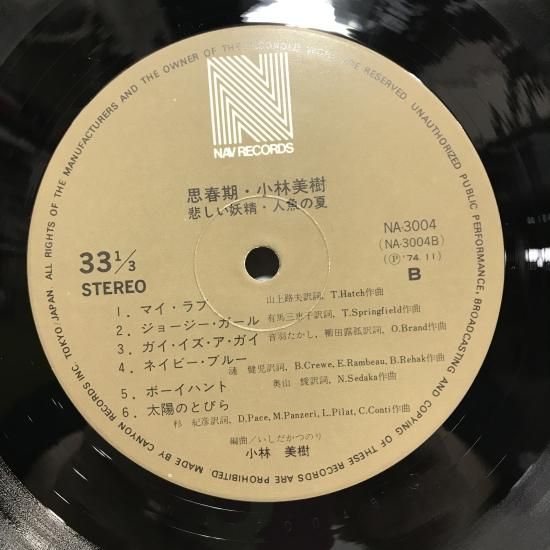 NAV RECORDS
思春期・小林美樹
悲しい妖精・人魚の夏
NA-3004
(NA-3004B)
(Ⓟ'74.11)
B
33 1/3
STEREO
1. マイ・ラブ 山上路夫訳詞、T.Hatch作曲
2. ジョージー・ガール 有馬三恵子訳詞、T.Springfield作曲
3. ガイ・イズ・ア・ガイ 音羽たかし、櫛田露孤訳詞、O.Brand作曲
4. ネイビー・ブルー 漣 健児訳詞、B.Crewe, E.Rambeau, B.Rehak作曲
5. ボーイハント 奥山 靉訳詞、N.Sedaka作曲
6. 太陽のとびら 杉 紀彦訳詞、D.Pace, M.Panzeri, L.Pilat, C.Conti作曲
編曲/いしだかつのり
小林 美樹
ALL RIGHTS OF THE MANUFACTURERS AND THE OWNER OF THE RECORDED WORK ARE RESERVED. UNAUTHORIZED PUBLIC PERFORMANCE, BROADCASTING AND COPYING OF THESE RECORDS ARE PROHIBITED. MADE BY CANYON RECORDS INC. TOKYO/JAPAN